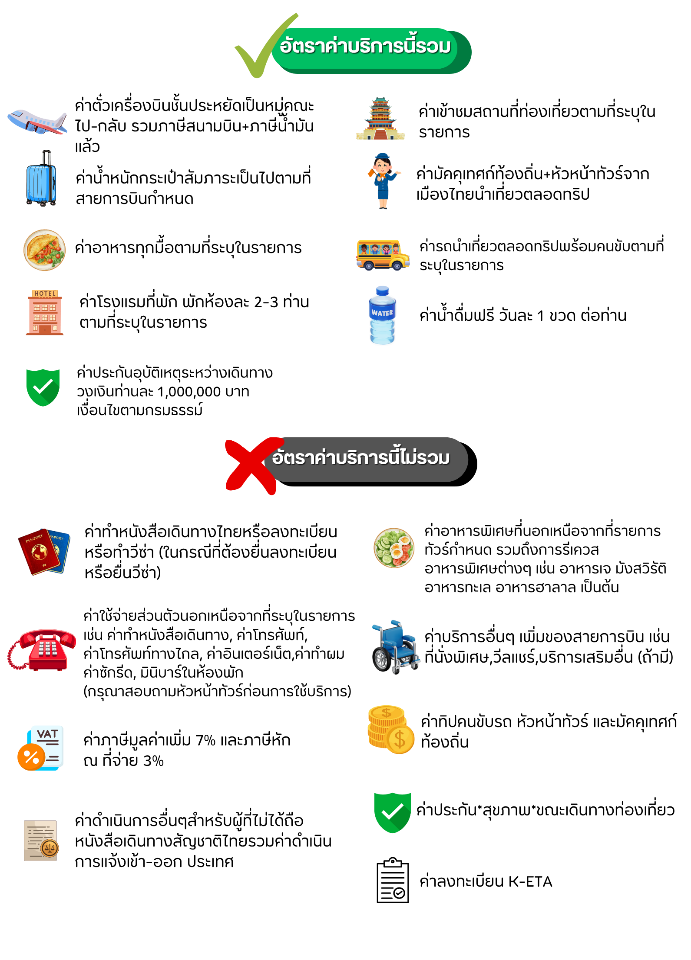 อัตราค่าบริการนี้รวม
ค่าตั๋วเครื่องบินชั้นประหยัดเป็นหมู่คณะ
ไป-กลับ รวมภาษีสนามบิน+ภาษีน้ำมัน
แล้ว
ค่าน้ำหนักกระเป๋าสัมภาระเป็นไปตามที่
สายการบินกำหนด
ค่าอาหารทุกมื้อตามที่ระบุในรายการ
HOTEL
ค่าโรงแรมที่พัก พักห้องละ 2-3 ท่าน
ตามที่ระบุในรายการ
ค่าประกันอุบัติเหตุระหว่างเดินทาง
วงเงินท่านละ 1,000,000 บาท
เงื่อนไขตามกรมธรรม์
ค่าเข้าชมสถานที่ท่องเที่ยวตามที่ระบุใน
รายการ
ค่ามัคคุเทศก์ท้องถิ่น+หัวหน้าทัวร์จาก
เมืองไทยนำเที่ยวตลอดทริป
ค่ารถนำเที่ยวตลอดทริปพร้อมคนขับตามที่
ระบุในรายการ
WATER
ค่าน้ำดื่มฟรี วันละ 1 ขวด ต่อท่าน
อัตราค่าบริการนี้ไม่รวม
ค่าทำหนังสือเดินทางไทยหรือลงทะเบียน
หรือทำวีซ่า (ในกรณีที่ต้องยื่นลงทะเบียน
หรือยื่นวีซ่า)
ค่าใช้จ่ายส่วนตัวนอกเหนือจากที่ระบุในรายการ
เช่น ค่าทำหนังสือเดินทาง, ค่าโทรศัพท์,
ค่าโทรศัพท์ทางไกล, ค่าอินเตอร์เน็ต,ค่าทำผม
ค่าซักรีด, มินิบาร์ในห้องพัก
(กรุณาสอบถามหัวหน้าทัวร์ก่อนการใช้บริการ)
VAT
%
ค่าภาษีมูลค่าเพิ่ม 7% และภาษีหัก
ณ ที่จ่าย 3%
ค่าดำเนินการอื่นๆสำหรับผู้ที่ไม่ได้ถือ
หนังสือเดินทางสัญชาติไทยรวมค่าดำเนิน
การแจ้งเข้า-ออก ประเทศ
ค่าอาหารพิเศษที่นอกเหนือจากที่รายการ
ทัวร์กำหนด รวมถึงการรีเควส
อาหารพิเศษต่างๆ เช่น อาหารเจ มังสวิรัติ
อาหารทะเล อาหารฮาลาล เป็นต้น
ค่าบริการอื่นๆ เพิ่มของสายการบิน เช่น
ที่นั่งพิเศษ,วีลแชร์,บริการเสริมอื่น (ถ้ามี)
ค่าทิปคนขับรถ หัวหน้าทัวร์ และมัคคุเทศก์
ท้องถิ่น
ค่าประกัน*สุขภาพ*ขณะเดินทางท่องเที่ยว
ค่าลงทะเบียน K-ETA